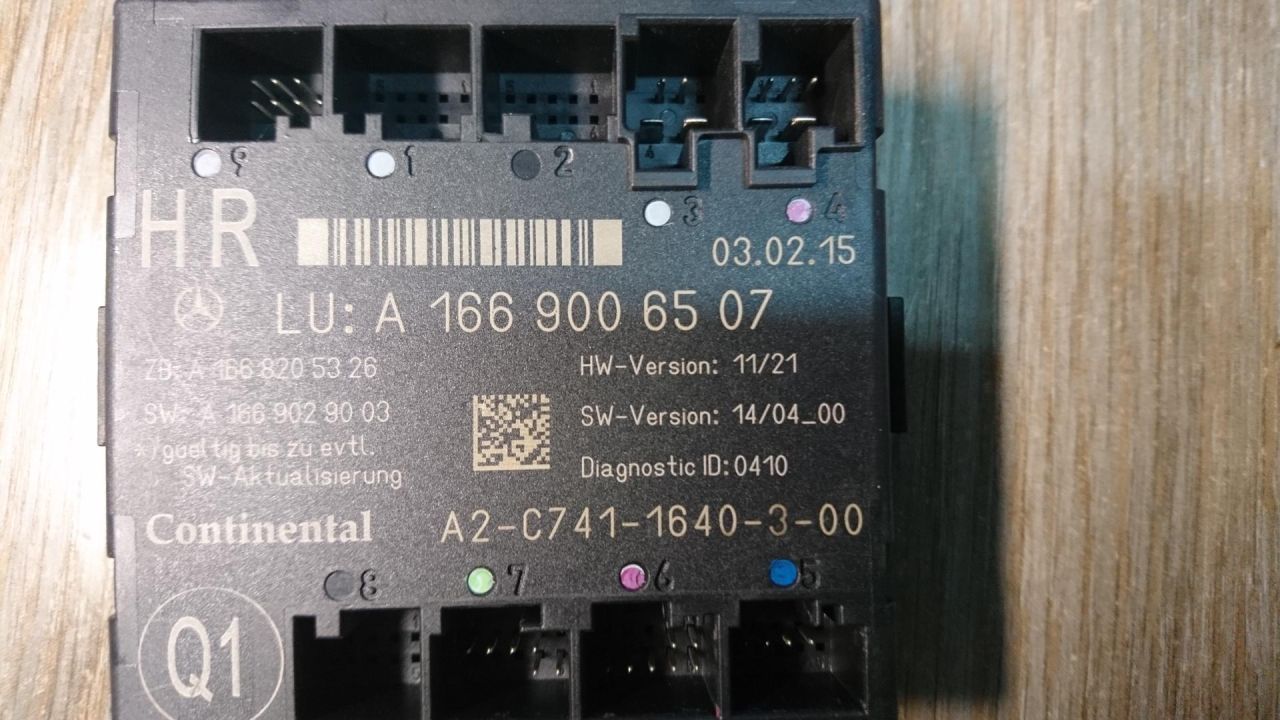 9 1 2
3 4
HR
03.02.15
LU: A 166 900 65 07
ZB: A 166 820 53 26
HW-Version: 11/21
SW: A 166 902 90 03
SW-Version: 14/04_00
*) gueltig bis zu evtl.
SW-Aktualisierung
Diagnostic ID: 0410
Continental
A2-C741-1640-3-00
8 7 6 5
Q1